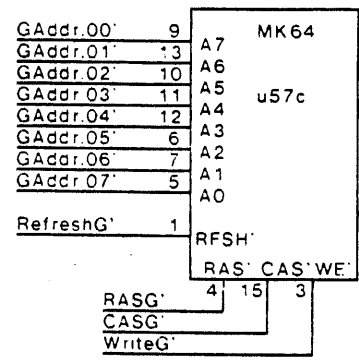 GAddr.00' 9 A7 MK64
GAddr.01' 13 A6
GAddr.02' 10 A5 u57c
GAddr.03' 11 A4
GAddr.04' 12 A3
GAddr.05' 6 A2
GAddr.06' 7 A1
GAddr.07' 5 A0
RefreshG' 1 RFSH'
RAS' CAS' WE'
4 15 3
RASG'
CASG'
WriteG'